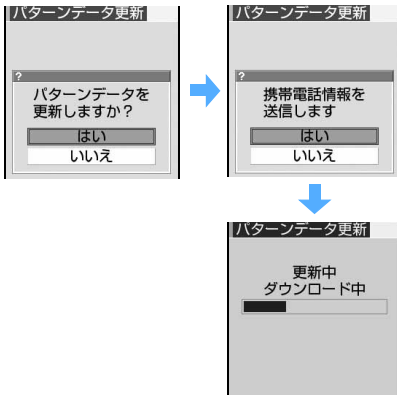 パターンデータ更新
?
パターンデータを
更新しますか？
はい
いいえ
パターンデータ更新
?
携帯電話情報を
送信します
はい
いいえ
パターンデータ更新
更新中
ダウンロード中